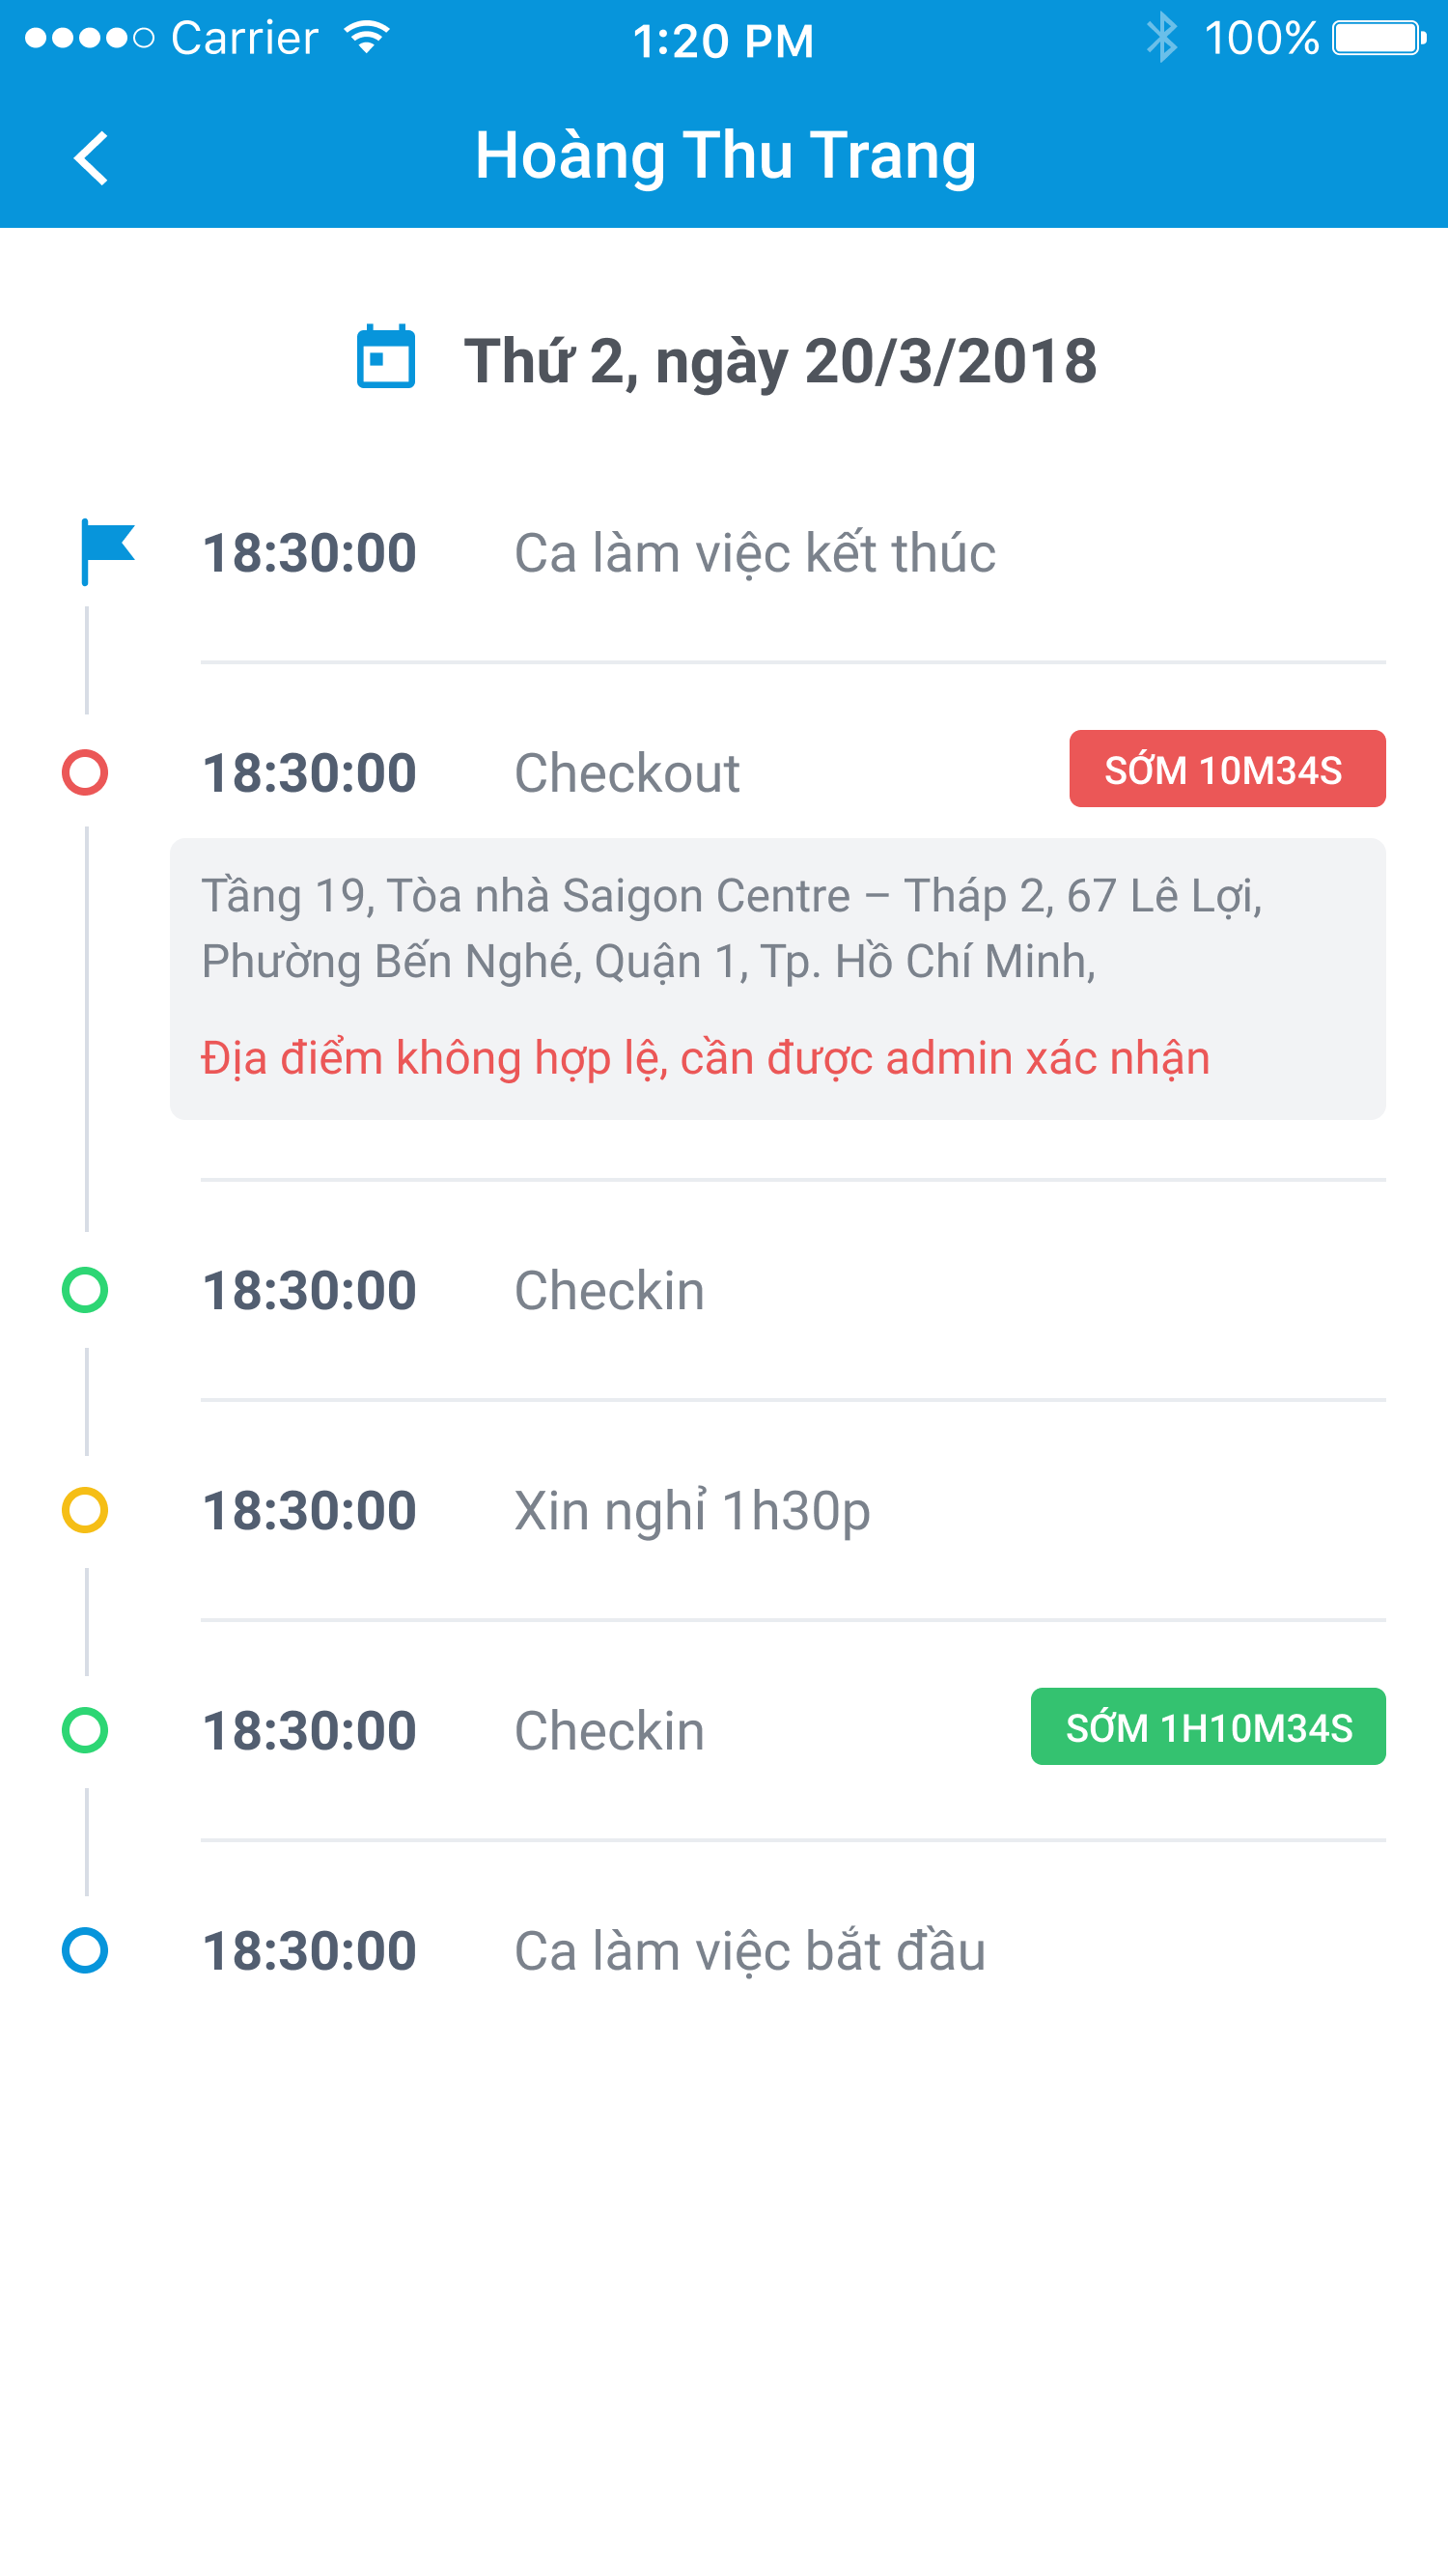 Carrier 1:20 PM 100%
Hoàng Thu Trang
Thứ 2, ngày 20/3/2018
18:30:00 Ca làm việc kết thúc
18:30:00 Checkout SỚM 10M34S
Tầng 19, Tòa nhà Saigon Centre – Tháp 2, 67 Lê Lợi,
Phường Bến Nghé, Quận 1, Tp. Hồ Chí Minh,
Địa điểm không hợp lệ, cần được admin xác nhận
18:30:00 Checkin
18:30:00 Xin nghỉ 1h30p
18:30:00 Checkin SỚM 1H10M34S
18:30:00 Ca làm việc bắt đầu